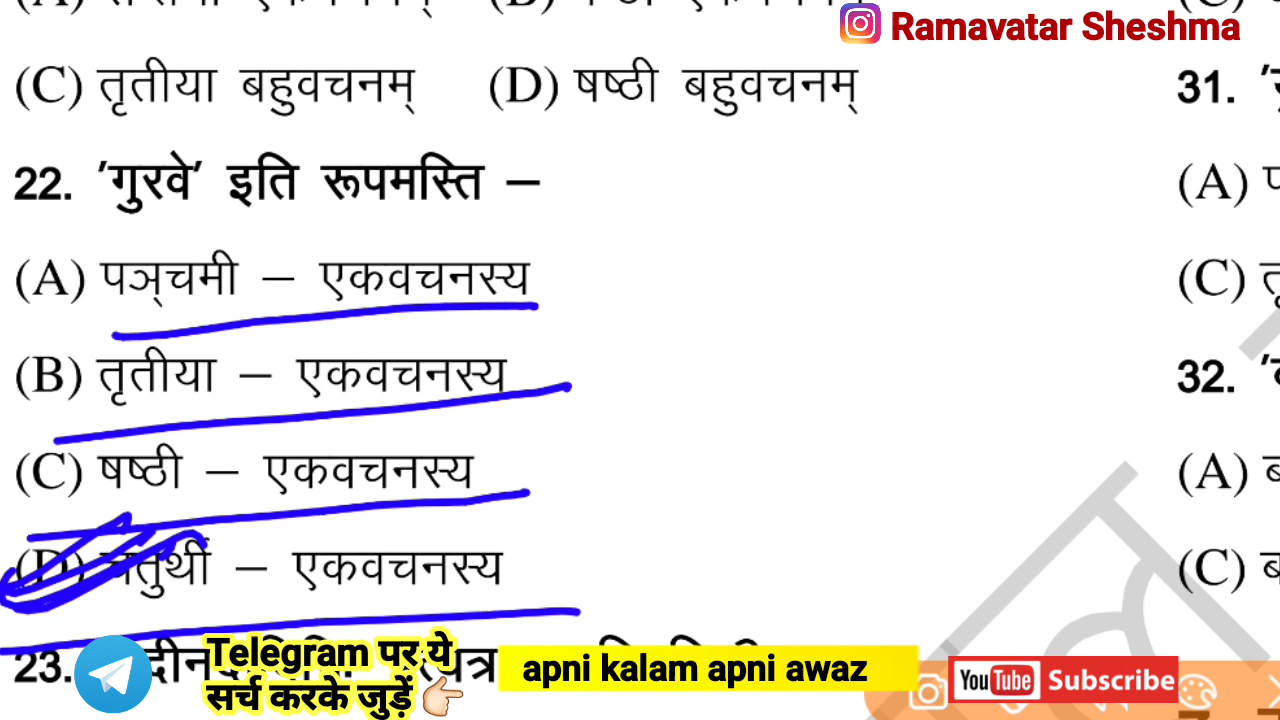 Ramavatar Sheshma
(C) तृतीया बहुवचनम् (D) षष्ठी बहुवचनम्
22. 'गुरवे' इति रूपमस्ति –
(A) पञ्चमी – एकवचनस्य
(B) तृतीया – एकवचनस्य
(C) षष्ठी – एकवचनस्य
(D) चतुर्थी – एकवचनस्य
23.
Telegram पर ये
सर्च करके जुड़ें
apni kalam apni awaz
YouTube Subscribe
31.
(A)
(C)
32.
(A)
(C)